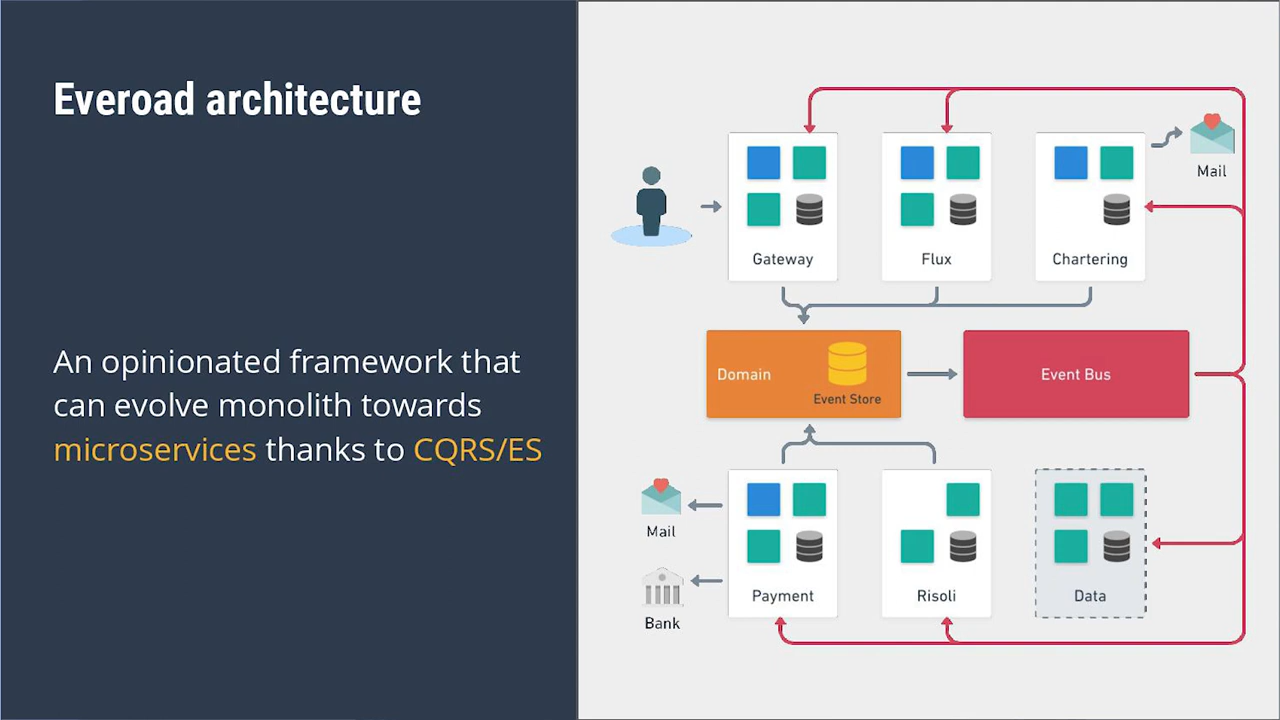 Everoad architecture
An opinionated framework that
can evolve monolith towards
microservices thanks to CQRS/ES
Mail
Gateway
Flux
Chartering
Domain
Event Store
Event Bus
Mail
Bank
Payment
Risoli
Data